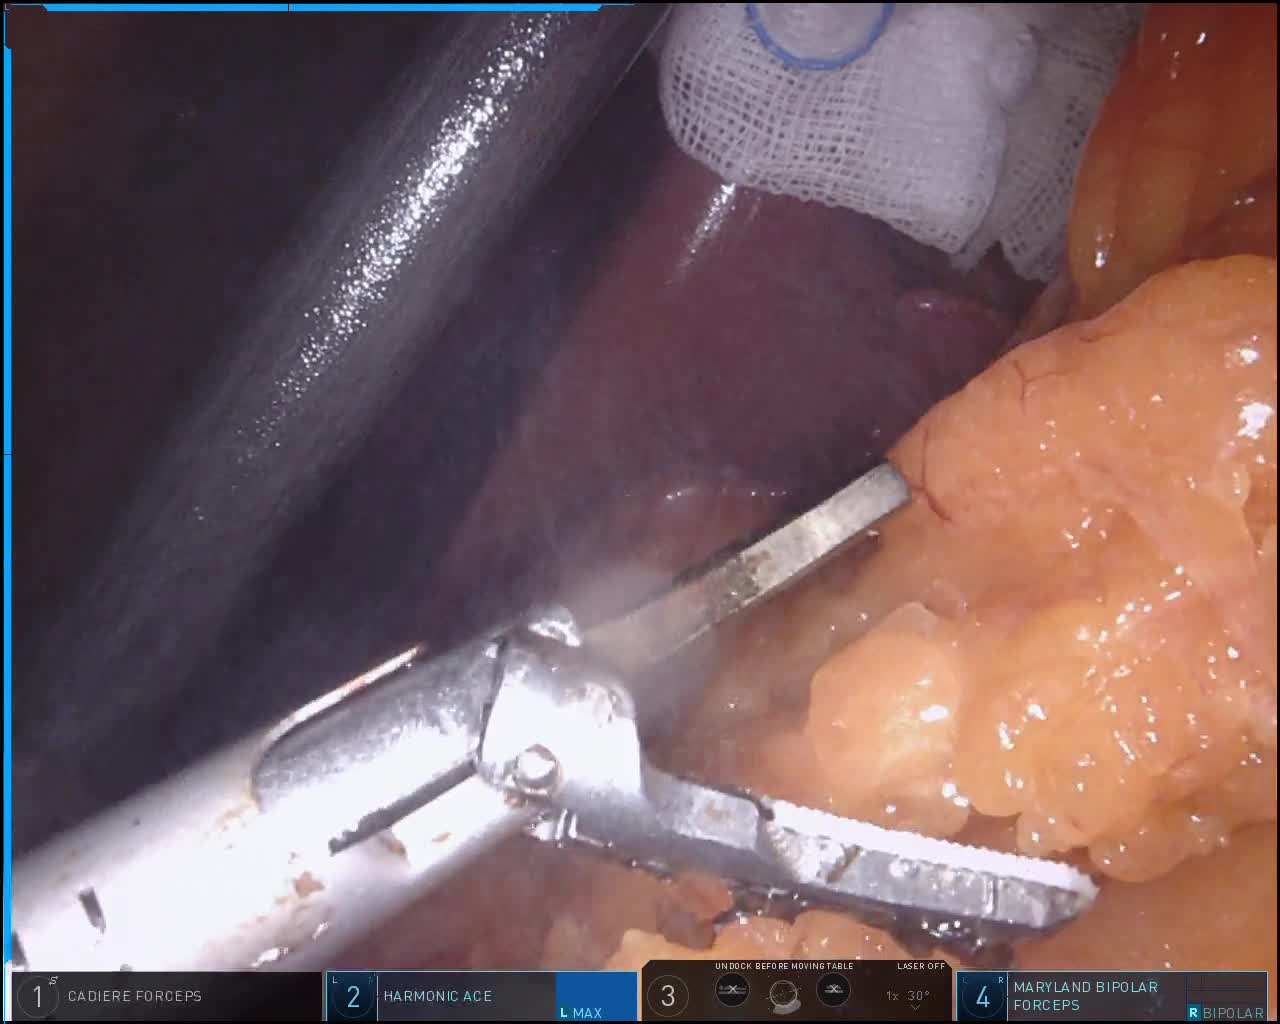 UNDOCK BEFORE MOVING TABLE LASER OFF
1 CADIERE FORCEPS
L
2 HARMONIC ACE
L MAX
3
1x 30°
R
4 MARYLAND BIPOLAR
FORCEPS
R BIPOLAR